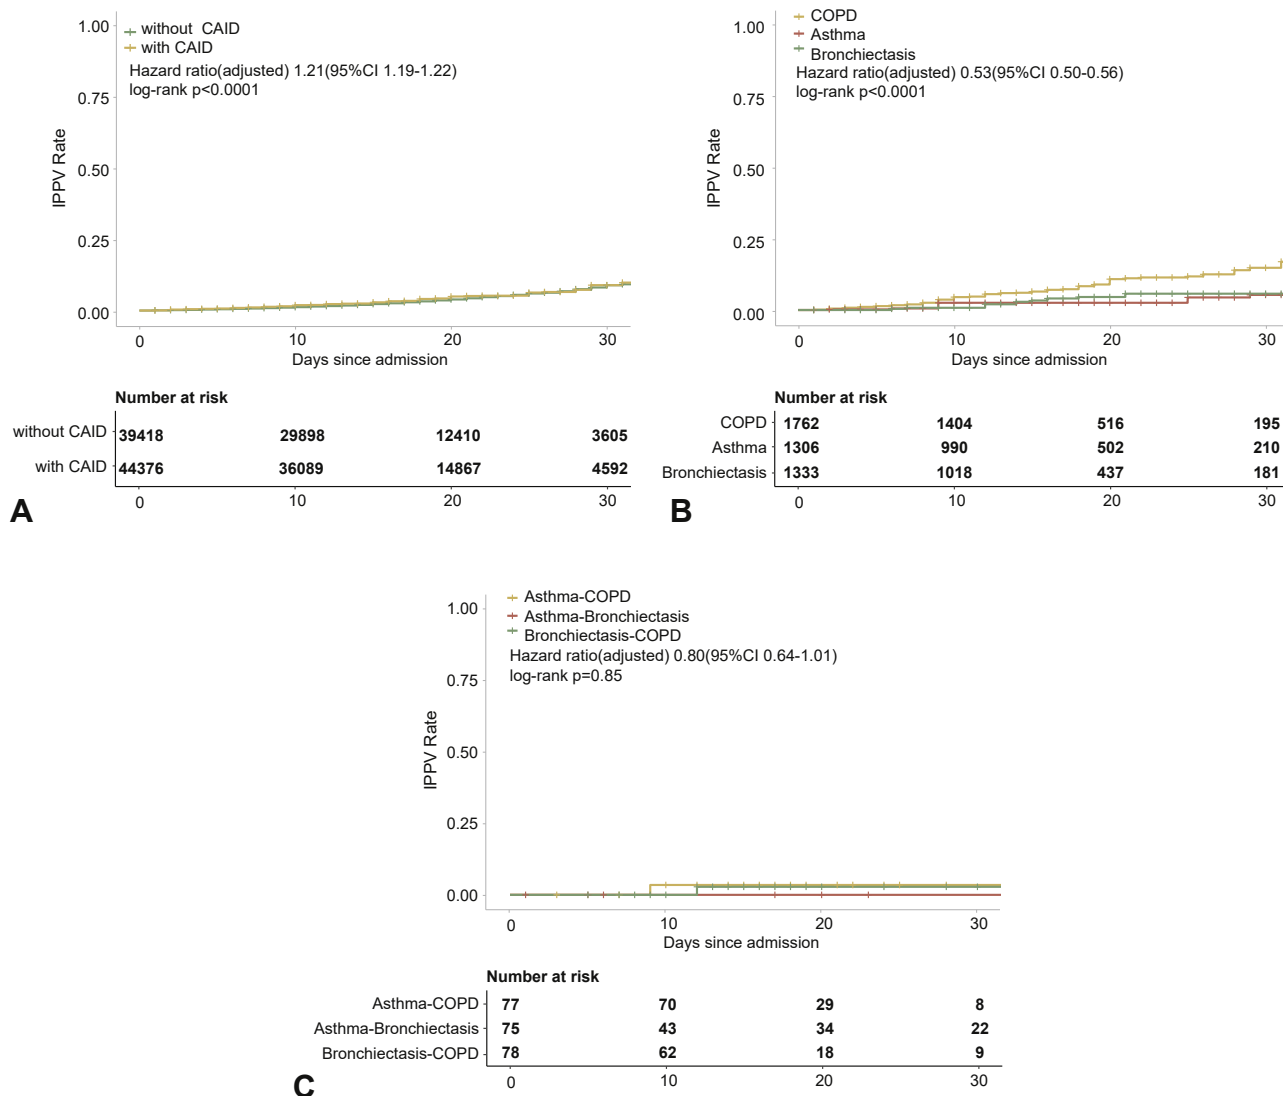 1.00
without CAID
with CAID
Hazard ratio(adjusted) 1.21(95%CI 1.19-1.22)
log-rank p<0.0001
0.75
0.50
0.25
0.00
IPPV Rate
0 10 20 30
Days since admission
Number at risk
without CAID 39418 29898 12410 3605
with CAID 44376 36089 14867 4592
0 10 20 30
A
1.00
COPD
Asthma
Bronchiectasis
Hazard ratio(adjusted) 0.53(95%CI 0.50-0.56)
log-rank p<0.0001
0.75
0.50
0.25
0.00
IPPV Rate
0 10 20 30
Days since admission
Number at risk
COPD 1762 1404 516 195
Asthma 1306 990 502 210
Bronchiectasis 1333 1018 437 181
0 10 20 30
B
1.00
Asthma-COPD
Asthma-Bronchiectasis
Bronchiectasis-COPD
Hazard ratio(adjusted) 0.80(95%CI 0.64-1.01)
log-rank p=0.85
0.75
0.50
0.25
0.00
IPPV Rate
0 10 20 30
Days since admission
Number at risk
Asthma-COPD 77 70 29 8
Asthma-Bronchiectasis 75 43 34 22
Bronchiectasis-COPD 78 62 18 9
0 10 20 30
C